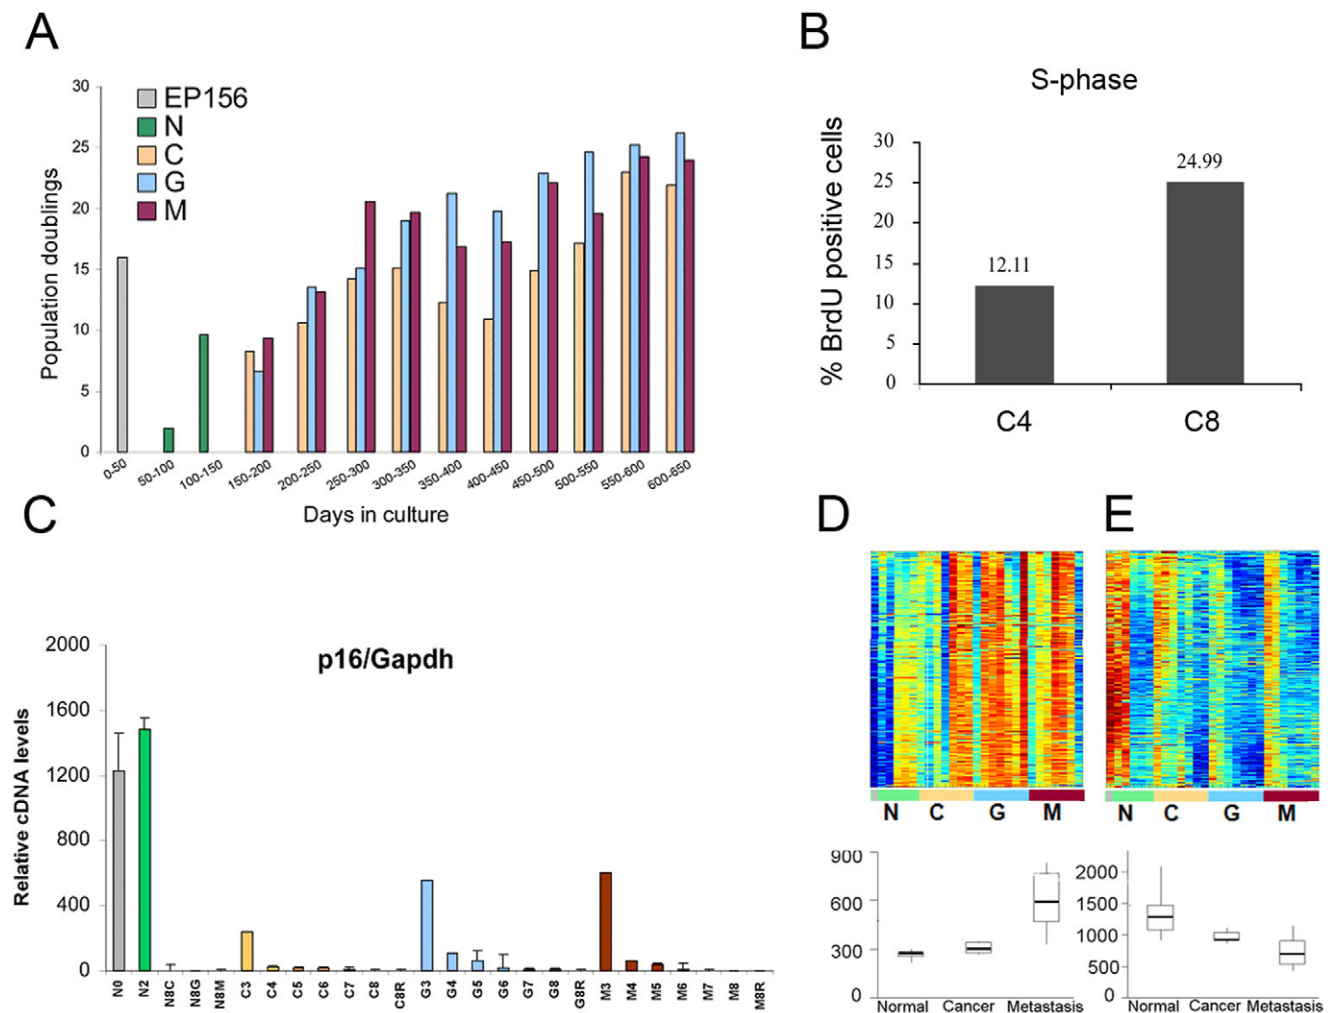 A
30
25
20
15
10
5
0
Population doublings
EP156
N
C
G
M
0-50
50-100
100-150
150-200
200-250
250-300
300-350
350-400
400-450
450-500
500-550
550-600
600-650
Days in culture
B
S-phase
% BrdU positive cells
30
25
20
15
10
5
0
12.11
24.99
C4
C8
C
p16/Gapdh
Relative cDNA levels
2000
1600
1200
800
400
0
N0
N2
N8C
N8G
N8M
C3
C4
C5
C6
C7
C8
C8R
G3
G4
G5
G6
G7
G8
G8R
M3
M4
M5
M6
M7
M8
M8R
D
N C G M
900
600
300
0
Normal Cancer Metastasis
E
N C G M
2000
1500
1000
500
0
Normal Cancer Metastasis